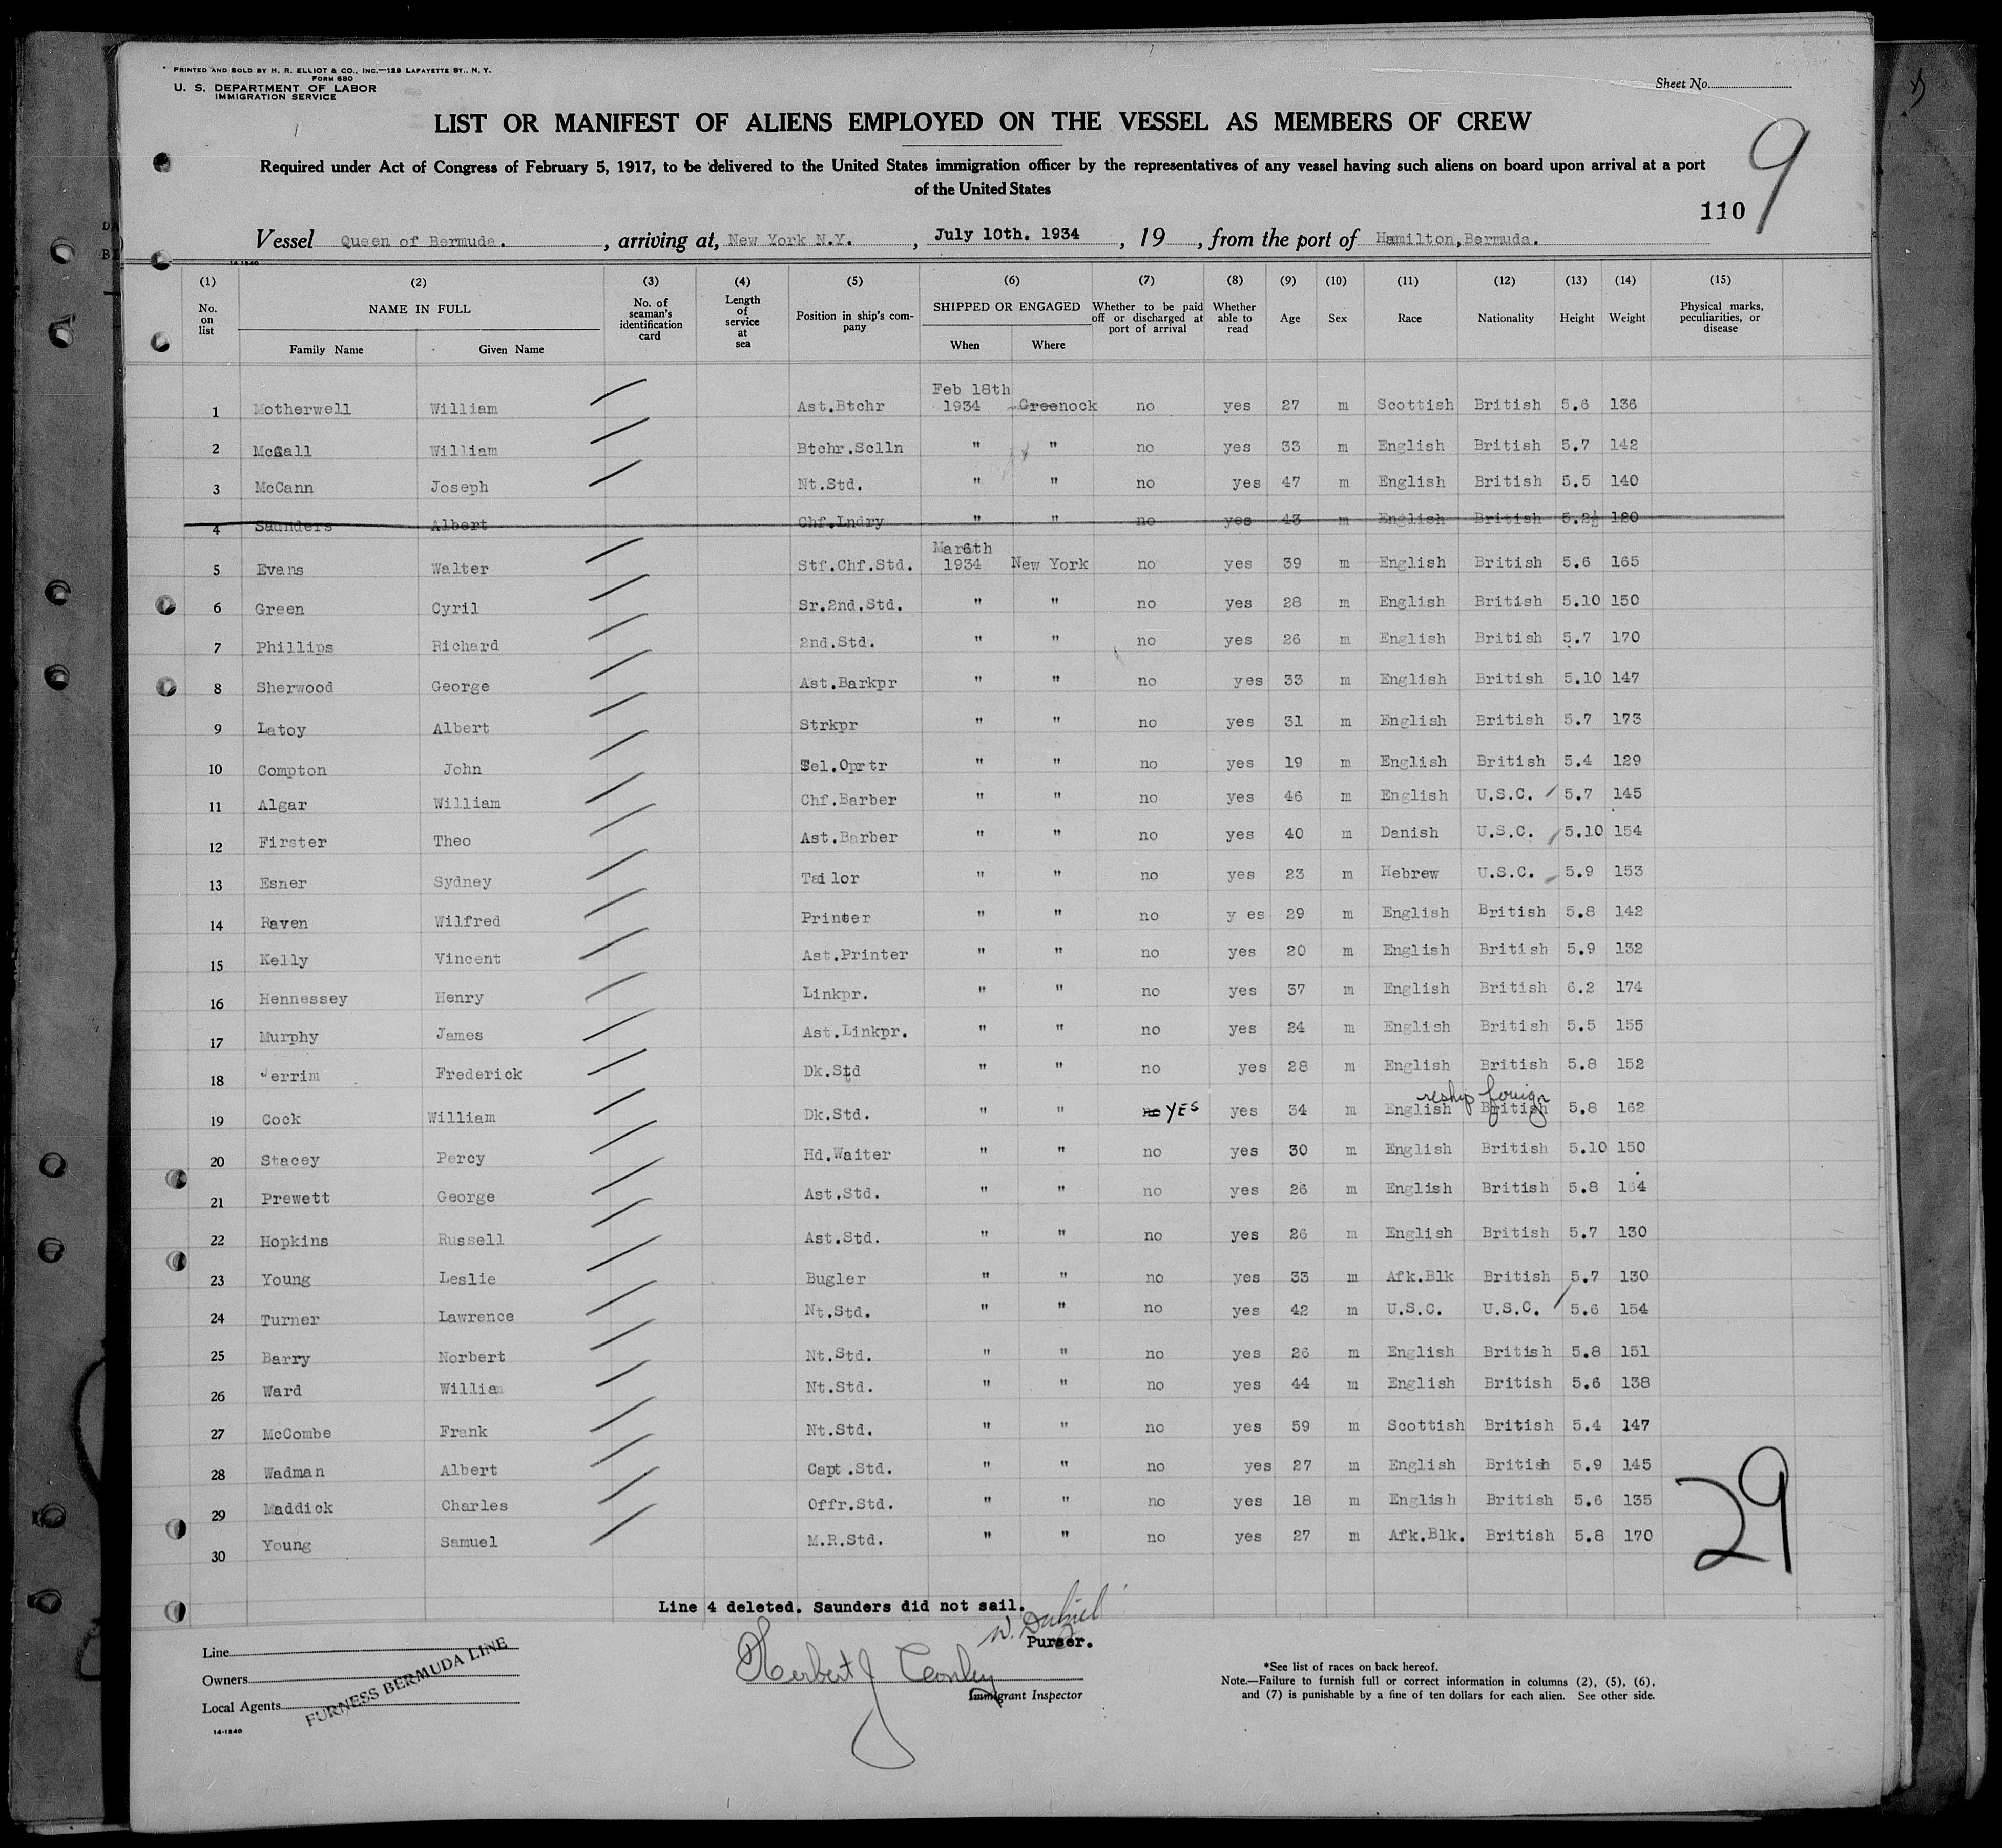 PRINTED AND SOLD BY H. R. ELLIOT & CO., INC.—129 LAFAYETTE ST., N. Y.
FORM 680
U. S. DEPARTMENT OF LABOR
IMMIGRATION SERVICE
Sheet No.
LIST OR MANIFEST OF ALIENS EMPLOYED ON THE VESSEL AS MEMBERS OF CREW
9
Required under Act of Congress of February 5, 1917, to be delivered to the United States immigration officer by the representatives of any vessel having such aliens on board upon arrival at a port
of the United States
110
Vessel Queen of Bermuda. , arriving at, New York N.Y. , July 10th. 1934 , 19 , from the port of Hamilton,Bermuda.
14-1240
(1) (2) (3) (4) (5) (6) (7) (8) (9) (10) (11) (12) (13) (14) (15)
No. on list NAME IN FULL Family Name Given Name No. of seaman's identification card Length of service at sea Position in ship's company SHIPPED OR ENGAGED When Where Whether to be paid off or discharged at port of arrival Whether able to read Age Sex Race Nationality Height Weight Physical marks, peculiarities, or disease
Feb 18th
1 Motherwell William Ast.Btchr 1934 Greenock no yes 27 m Scottish British 5.6 136
2 McCall William Btchr.Sclln " " no yes 33 m English British 5.7 142
3 McCann Joseph Nt.Std. " " no yes 47 m English British 5.5 140
4 Saunders Albert Chf.Lndry " " no yes 43 m English British 5.2½ 120
Mar6th
5 Evans Walter Stf.Chf.Std. 1934 New York no yes 39 m English British 5.6 165
6 Green Cyril Sr.2nd.Std. " " no yes 28 m English British 5.10 150
7 Phillips Richard 2nd.Std. " " no yes 26 m English British 5.7 170
8 Sherwood George Ast.Barkpr " " no yes 33 m English British 5.10 147
9 Latoy Albert Strkpr " " no yes 31 m English British 5.7 173
10 Compton John Tel.Oprtr " " no yes 19 m English British 5.4 129
11 Algar William Chf.Barber " " no yes 46 m English U.S.C. 5.7 145
12 Firster Theo Ast.Barber " " no yes 40 m Danish U.S.C. 5.10 154
13 Esner Sydney Tailor " " no yes 23 m Hebrew U.S.C. 5.9 153
14 Raven Wilfred Printer " " no y es 29 m English British 5.8 142
15 Kelly Vincent Ast.Printer " " no yes 20 m English British 5.9 132
16 Hennessey Henry Linkpr. " " no yes 37 m English British 6.2 174
17 Murphy James Ast.Linkpr. " " no yes 24 m English British 5.5 155
18 Jerrim Frederick Dk.Std " " no yes 28 m English British 5.8 152
reship foreign
19 Cock William Dk.Std. " " no YES yes 34 m English British 5.8 162
20 Stacey Percy Hd.Waiter " " no yes 30 m English British 5.10 150
21 Prewett George Ast.Std. " " no yes 26 m English British 5.8 164
22 Hopkins Russell Ast.Std. " " no yes 26 m English British 5.7 130
23 Young Leslie Bugler " " no yes 33 m Afk.Blk British 5.7 130
24 Turner Lawrence Nt.Std. " " no yes 42 m U.S.C. U.S.C. 5.6 154
25 Barry Norbert Nt.Std. " " no yes 26 m English British 5.8 151
26 Ward William Nt.Std. " " no yes 44 m English British 5.6 138
27 McCombe Frank Nt.Std. " " no yes 59 m Scottish British 5.4 147
28 Wadman Albert Capt.Std. " " no yes 27 m English British 5.9 145
29 Maddick Charles Offr.Std. " " no yes 18 m English British 5.6 135
30 Young Samuel M.R.Std. " " no yes 27 m Afk.Blk. British 5.8 170
29
Line 4 deleted. Saunders did not sail.
Purser.
Line
Owners
Local Agents
FURNESS BERMUDA LINE
14-1240
Herbert J Conley
Immigrant Inspector
*See list of races on back hereof.
Note.—Failure to furnish full or correct information in columns (2), (5), (6),
and (7) is punishable by a fine of ten dollars for each alien. See other side.